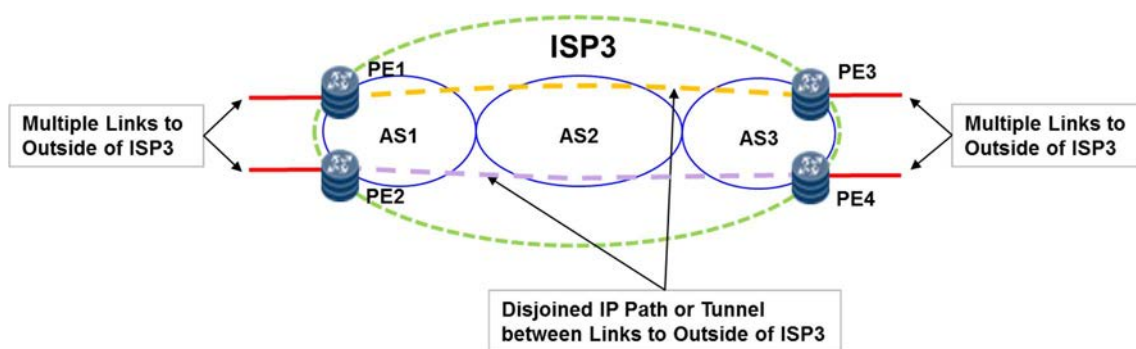 ISP3
PE1
PE3
Multiple Links to
Outside of ISP3
AS1
AS2
AS3
Multiple Links to
Outside of ISP3
PE2
PE4
Disjoined IP Path or Tunnel
between Links to Outside of ISP3